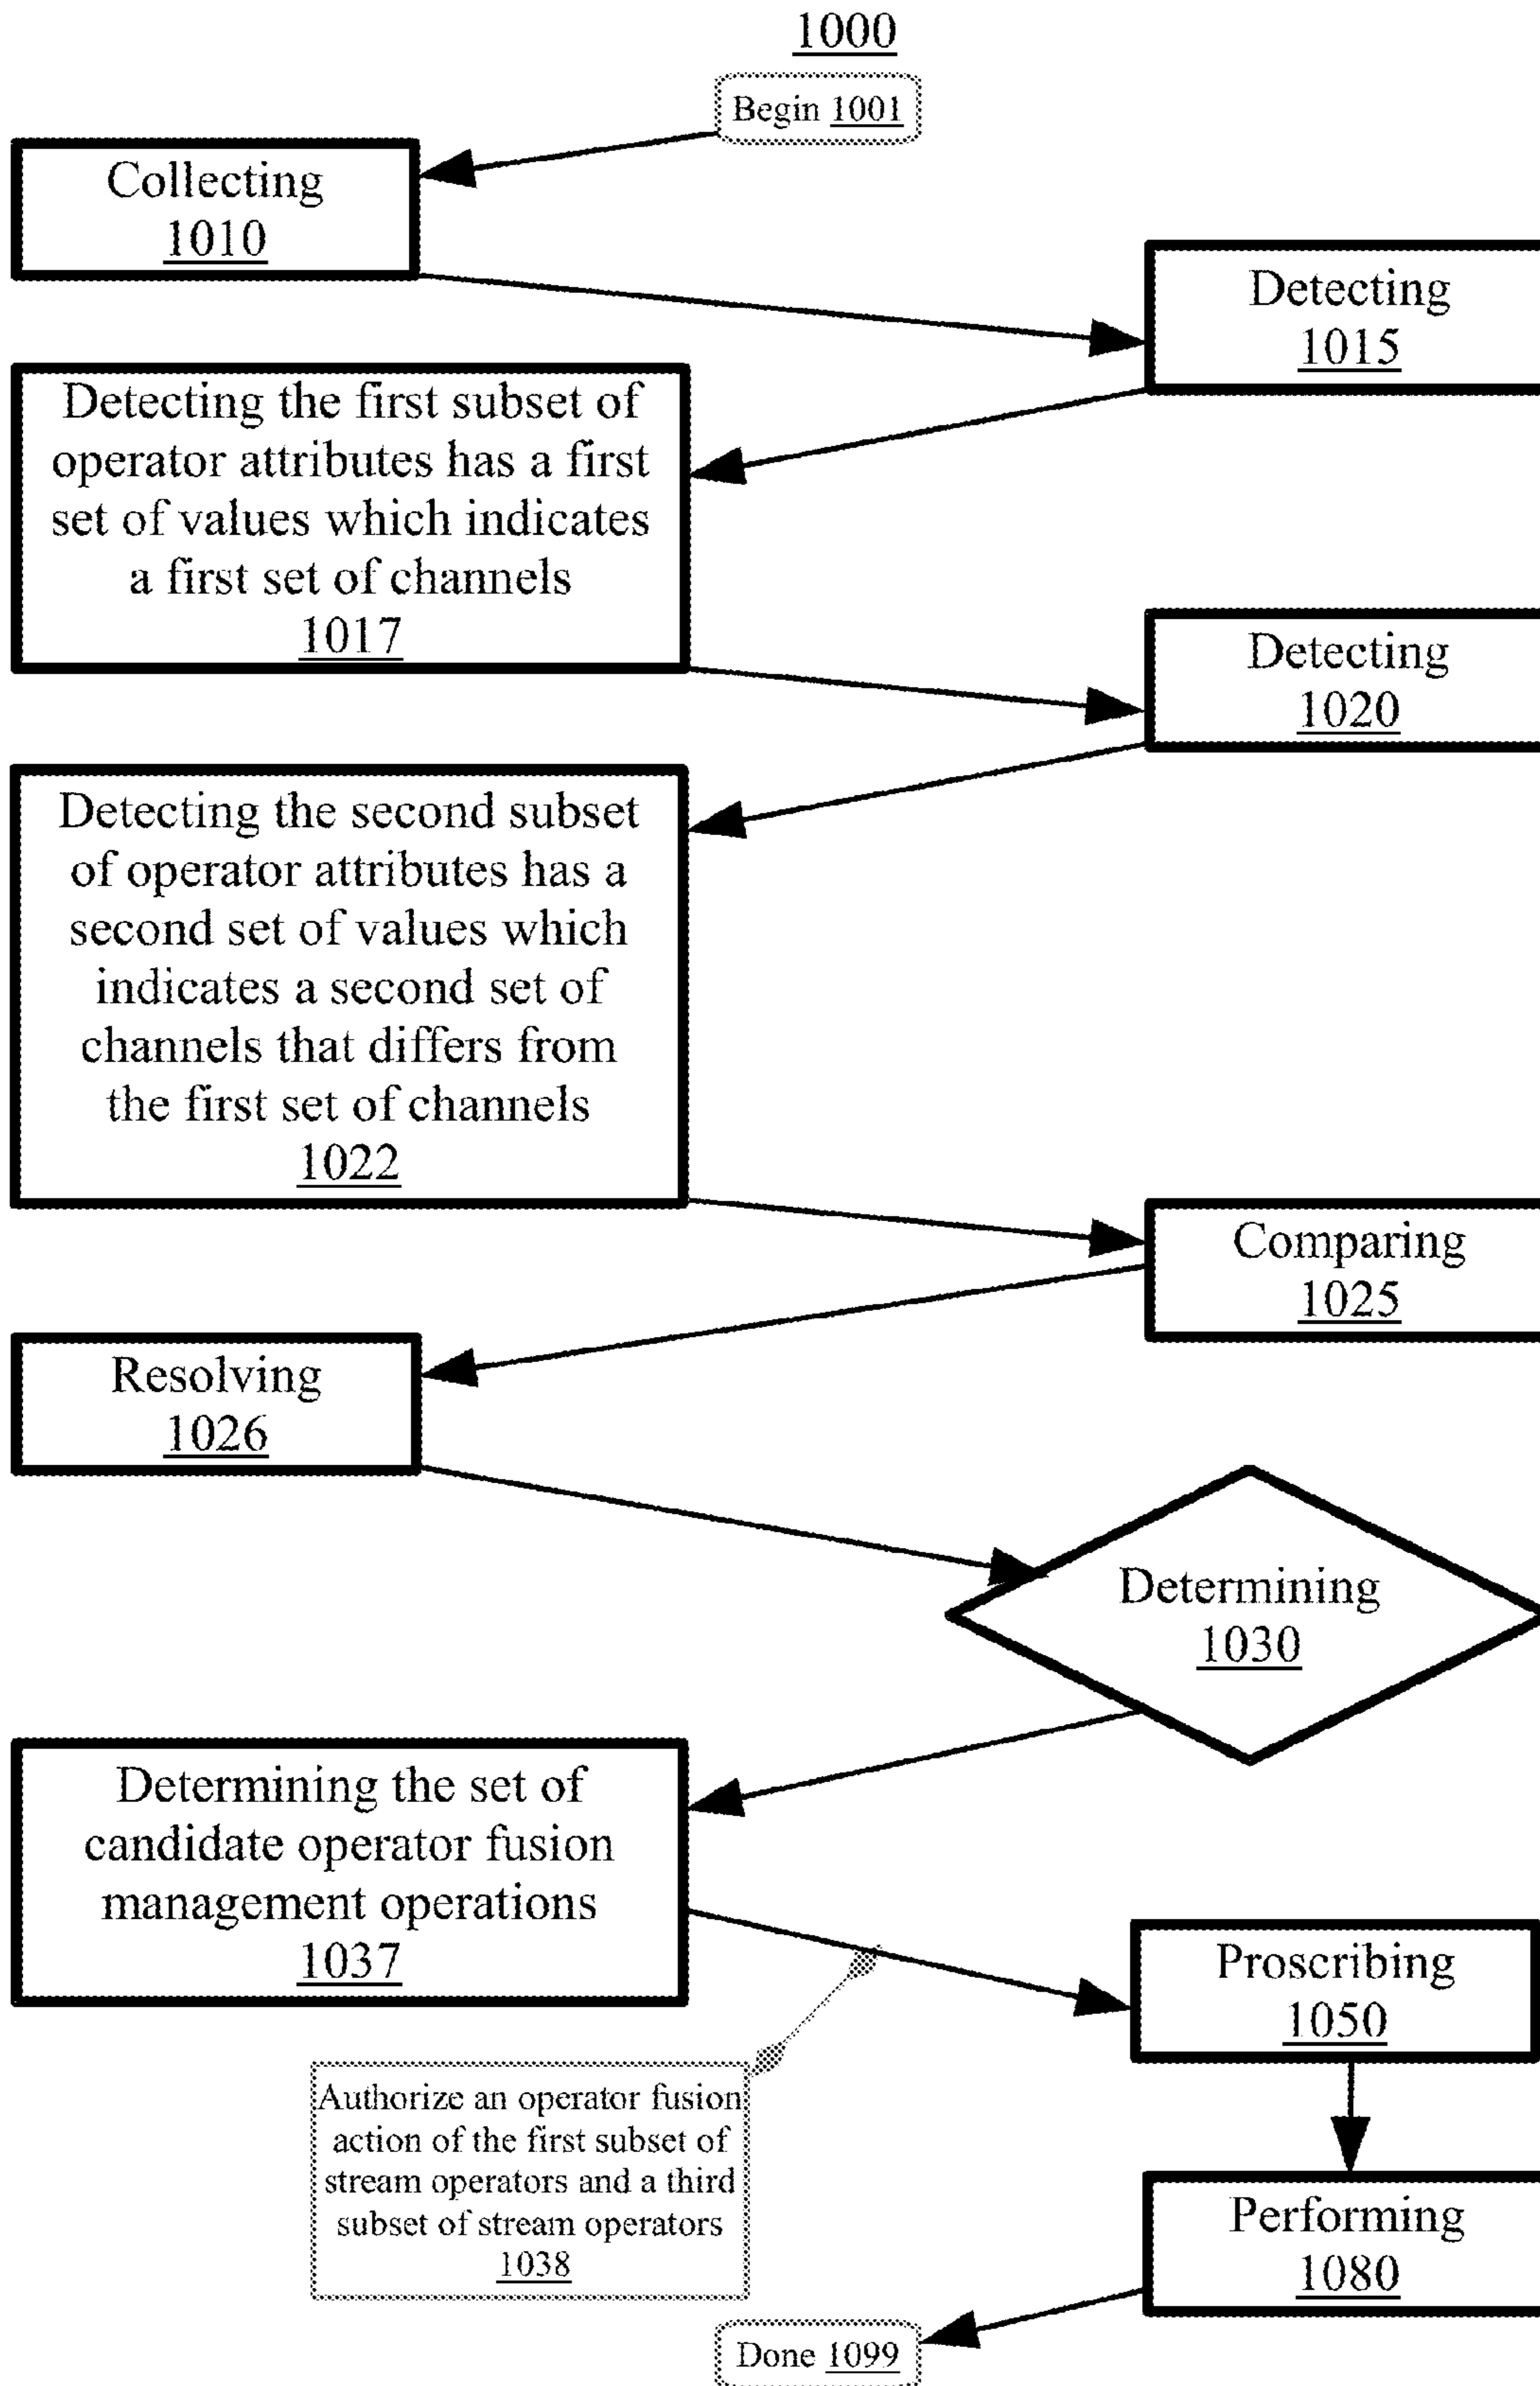 1000
Begin 1001
Collecting
1010
Detecting
1015
Detecting the first subset of
operator attributes has a first
set of values which indicates
a first set of channels
1017
Detecting
1020
Detecting the second subset
of operator attributes has a
second set of values which
indicates a second set of
channels that differs from
the first set of channels
1022
Comparing
1025
Resolving
1026
Determining
1030
Determining the set of
candidate operator fusion
management operations
1037
Proscribing
1050
Authorize an operator fusion
action of the first subset of
stream operators and a third
subset of stream operators
1038
Performing
1080
Done 1099